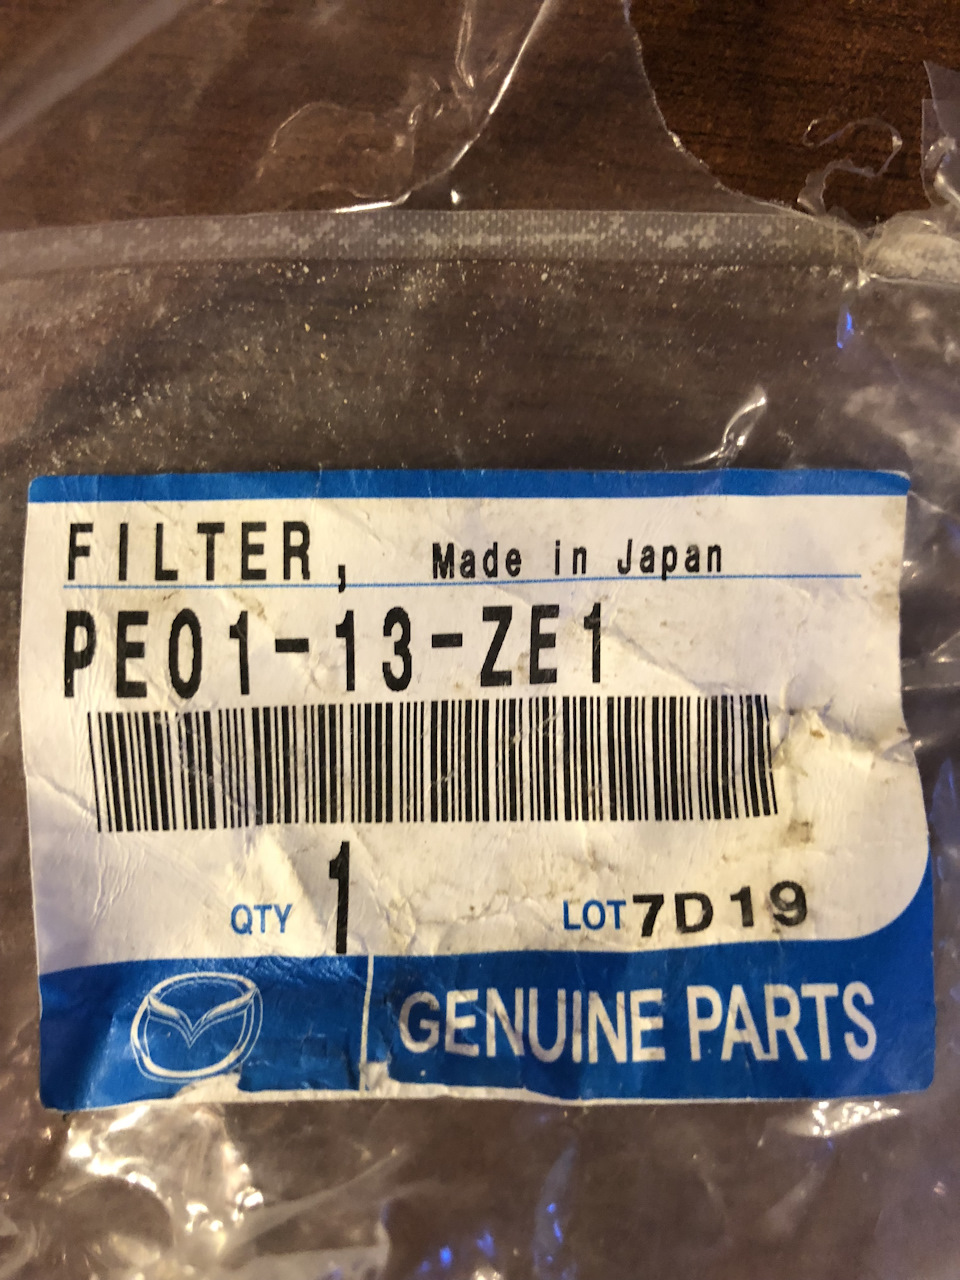 FILTER, Made in Japan
PE01-13-ZE1
QTY 1 LOT 7D19
GENUINE PARTS